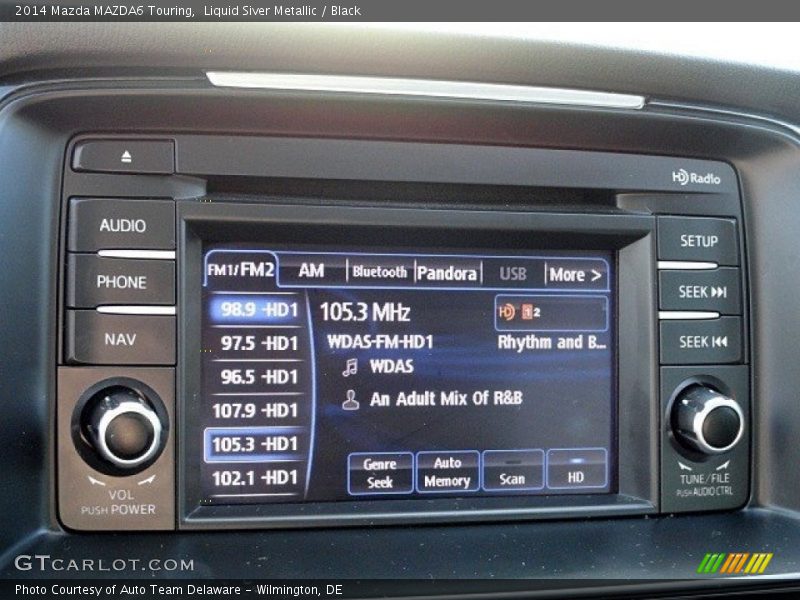 2014 Mazda MAZDA6 Touring,  Liquid Siver Metallic / Black
HD Radio
AUDIO
PHONE
NAV
SETUP
SEEK
SEEK
FM1/FM2 AM Bluetooth Pandora USB More >
98.9 -HD1
97.5 -HD1
96.5 -HD1
107.9 -HD1
105.3 -HD1
102.1 -HD1
105.3 MHz
HD 1 2
WDAS-FM-HD1 Rhythm and B...
WDAS
An Adult Mix Of R&B
Genre Seek
Auto Memory
Scan
HD
VOL
PUSH POWER
TUNE/FILE
PUSH AUDIO CTRL
GTCARLOT.COM
Photo Courtesy of Auto Team Delaware - Wilmington, DE